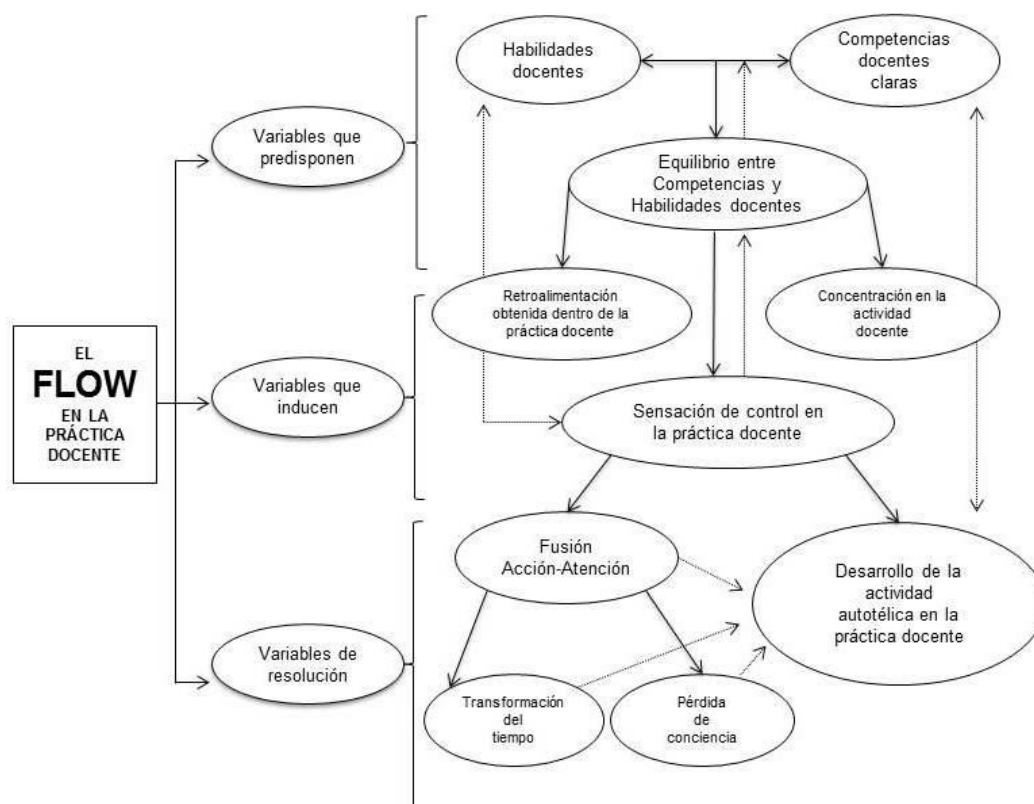 EL
FLOW
EN LA
PRÁCTICA
DOCENTE
Variables que
predisponen
Habilidades
docentes
Competencias
docentes
claras
Equilibrio entre
Competencias y
Habilidades docentes
Variables que
inducen
Retroalimentación
obtenida dentro de la
práctica docente
Concentración en la
actividad
docente
Sensación de control en
la práctica docente
Variables de
resolución
Fusión
Acción-Atención
Desarrollo de la
actividad
autotélica en la
práctica docente
Transformación
del
tiempo
Pérdida
de
conciencia